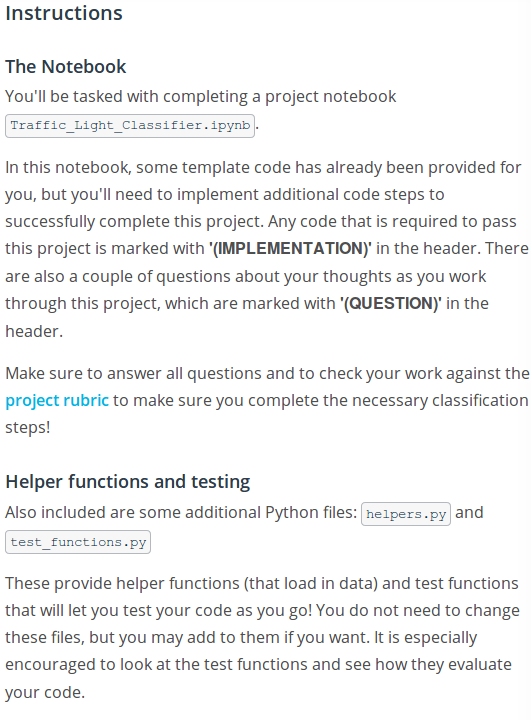 Instructions
The Notebook
You'll be tasked with completing a project notebook
Traffic_Light_Classifier.ipynb.
In this notebook, some template code has already been provided for
you, but you'll need to implement additional code steps to
successfully complete this project. Any code that is required to pass
this project is marked with '(IMPLEMENTATION)' in the header. There
are also a couple of questions about your thoughts as you work
through this project, which are marked with '(QUESTION)' in the
header.
Make sure to answer all questions and to check your work against the
project rubric to make sure you complete the necessary classification
steps!
Helper functions and testing
Also included are some additional Python files: helpers.py and
test_functions.py
These provide helper functions (that load in data) and test functions
that will let you test your code as you go! You do not need to change
these files, but you may add to them if you want. It is especially
encouraged to look at the test functions and see how they evaluate
your code.